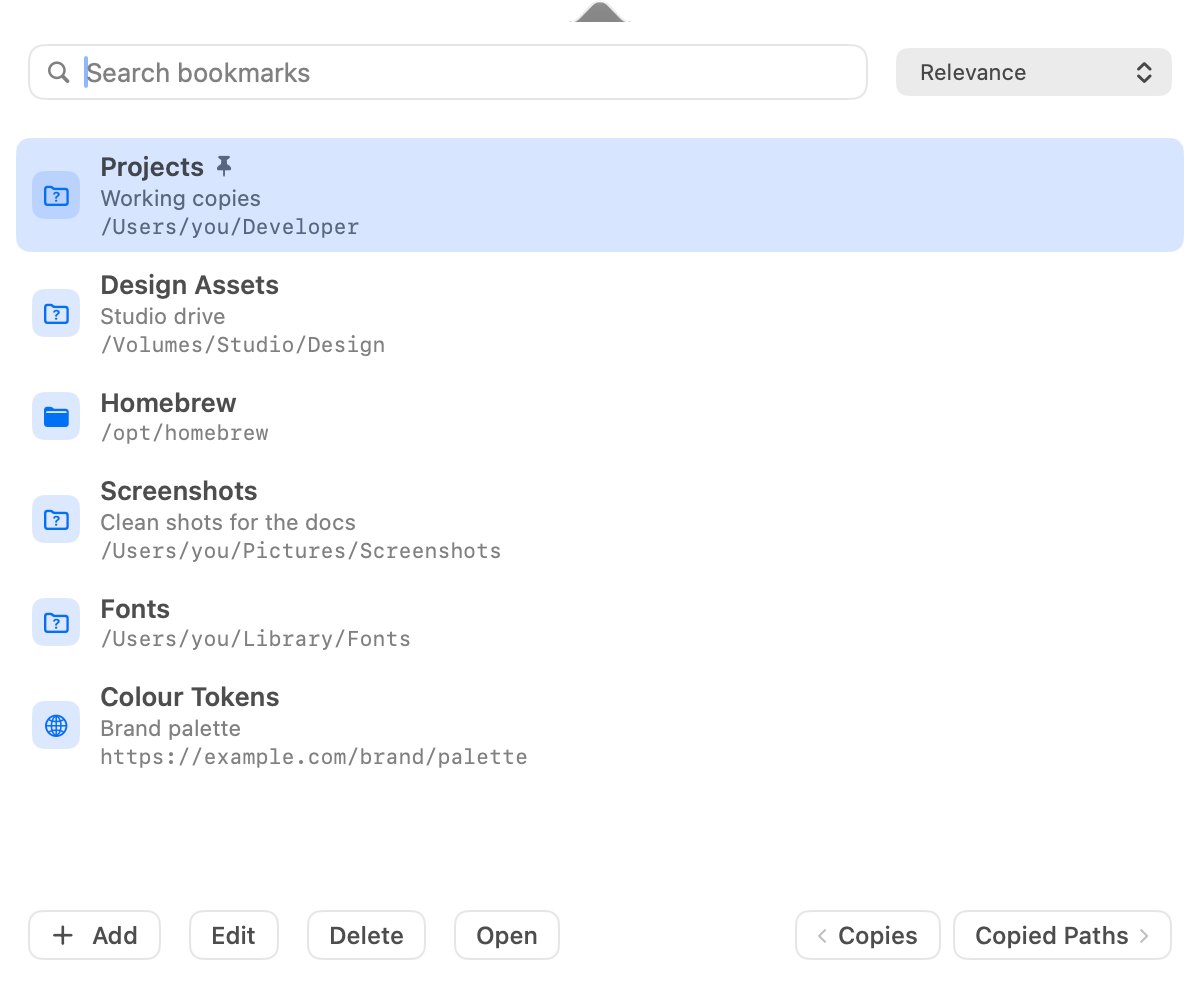 Search bookmarks
Relevance
Projects
Working copies
/Users/you/Developer
Design Assets
Studio drive
/Volumes/Studio/Design
Homebrew
/opt/homebrew
Screenshots
Clean shots for the docs
/Users/you/Pictures/Screenshots
Fonts
/Users/you/Library/Fonts
Colour Tokens
Brand palette
https://example.com/brand/palette
+ Add
Edit
Delete
Open
< Copies
Copied Paths >